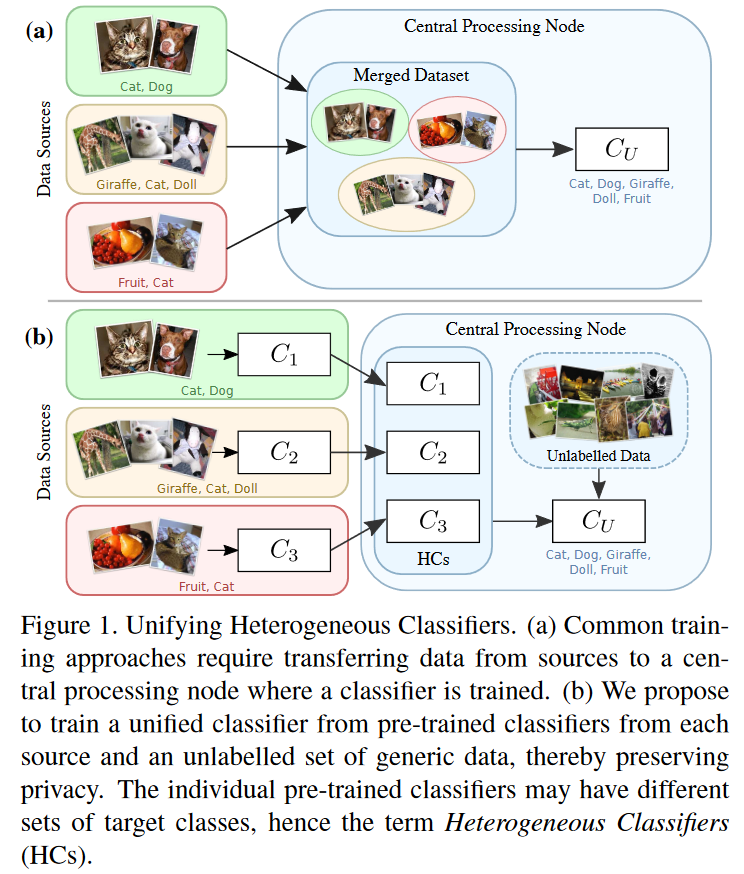 (a)
Data Sources
Cat, Dog
Giraffe, Cat, Doll
Fruit, Cat
Central Processing Node
Merged Dataset
C_U
Cat, Dog, Giraffe,
Doll, Fruit
(b)
Data Sources
C_1
Cat, Dog
C_2
Giraffe, Cat, Doll
C_3
Fruit, Cat
Central Processing Node
C_1
C_2
C_3
HCs
Unlabelled Data
C_U
Cat, Dog, Giraffe,
Doll, Fruit
Figure 1. Unifying Heterogeneous Classifiers. (a) Common train-
ing approaches require transferring data from sources to a cen-
tral processing node where a classifier is trained. (b) We propose
to train a unified classifier from pre-trained classifiers from each
source and an unlabelled set of generic data, thereby preserving
privacy. The individual pre-trained classifiers may have different
sets of target classes, hence the term Heterogeneous Classifiers
(HCs).